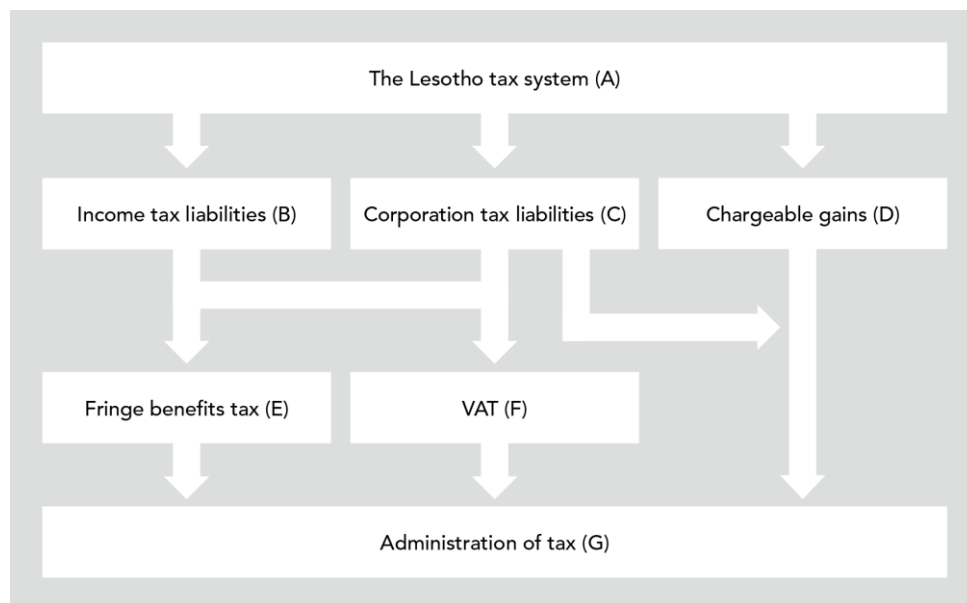 The Lesotho tax system (A)
Income tax liabilities (B)
Corporation tax liabilities (C)
Chargeable gains (D)
Fringe benefits tax (E)
VAT (F)
Administration of tax (G)